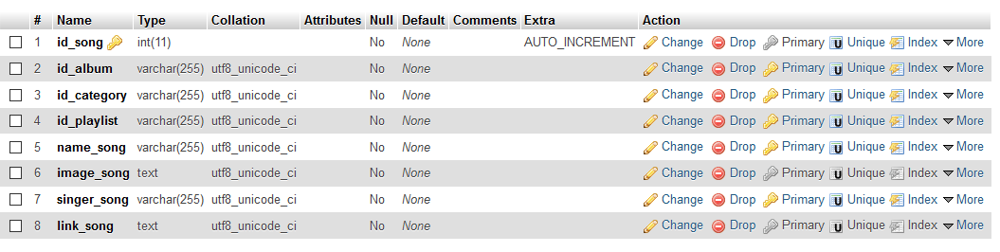 # Name Type Collation Attributes Null Default Comments Extra Action
1 id_song int(11) No None AUTO_INCREMENT Change Drop Primary Unique Index More
2 id_album varchar(255) utf8_unicode_ci No None Change Drop Primary Unique Index More
3 id_category varchar(255) utf8_unicode_ci No None Change Drop Primary Unique Index More
4 id_playlist varchar(255) utf8_unicode_ci No None Change Drop Primary Unique Index More
5 name_song varchar(255) utf8_unicode_ci No None Change Drop Primary Unique Index More
6 image_song text utf8_unicode_ci No None Change Drop Primary Unique Index More
7 singer_song varchar(255) utf8_unicode_ci No None Change Drop Primary Unique Index More
8 link_song text utf8_unicode_ci No None Change Drop Primary Unique Index More